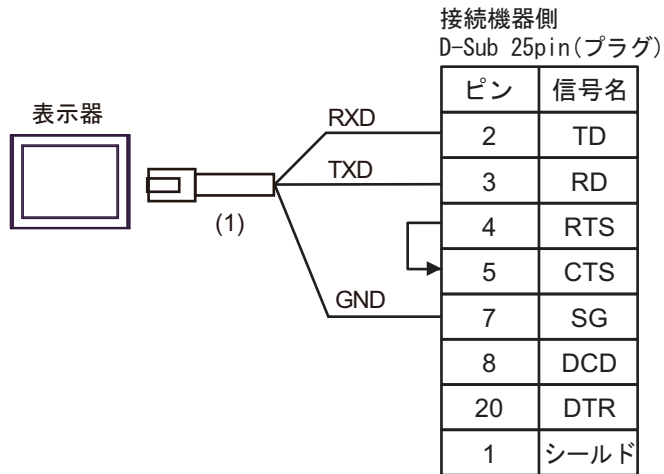 接続機器側
D-Sub 25pin(プラグ)
表示器
(1)
RXD
TXD
GND
ピン 信号名
2 TD
3 RD
4 RTS
5 CTS
7 SG
8 DCD
20 DTR
1 シールド